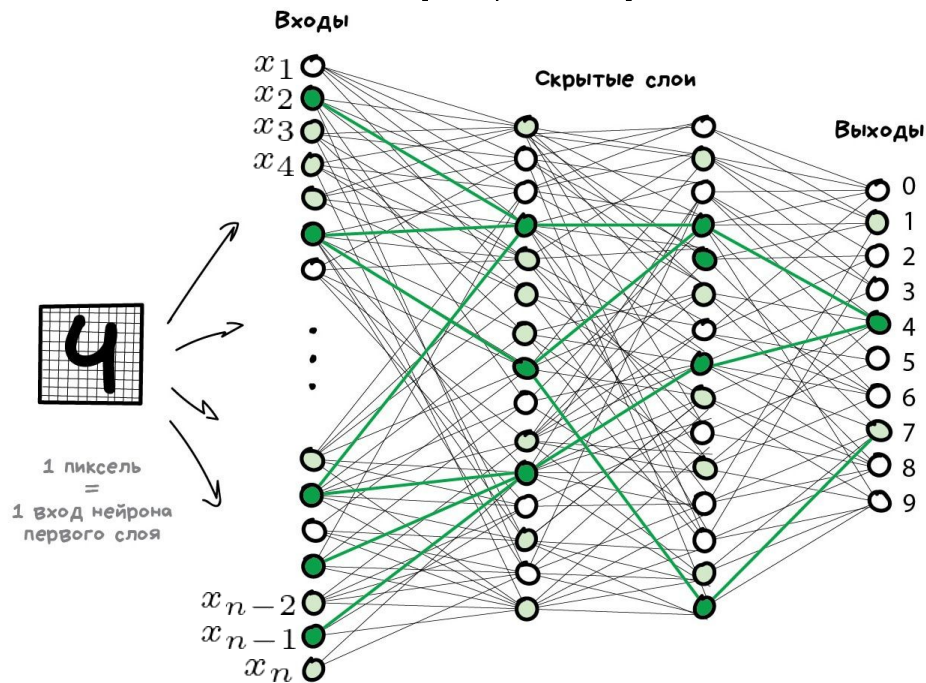 Входы
x1
x2
x3
x4
Скрытые слои
Выходы
0
1
2
3
4
5
6
7
8
9
4
1 пиксель
=
1 вход нейрона
первого слоя
xn−2
xn−1
xn